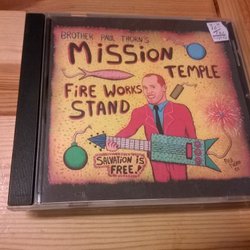 BROTHER PAUL THORN'S
MISSION
TEMPLE
FIRE WORKS
STAND
SALVATION IS
FREE!